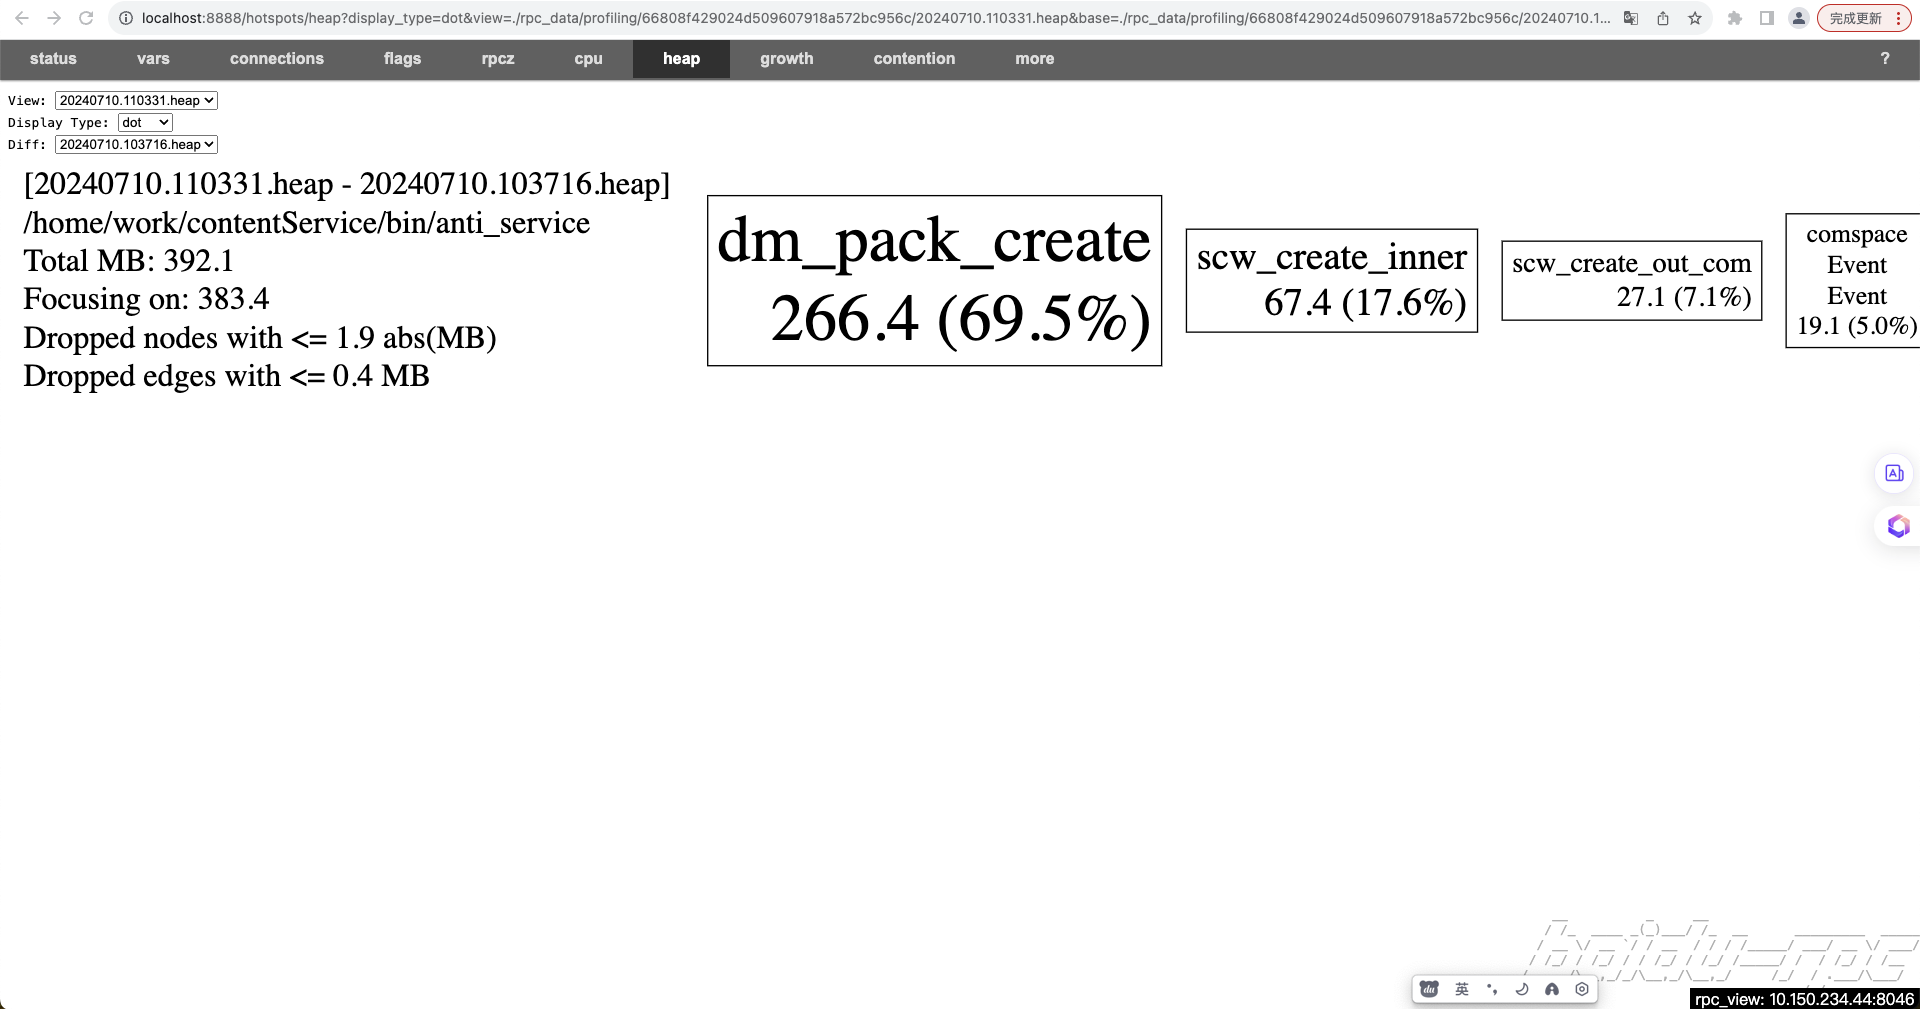 localhost:8888/hotspots/heap?display_type=dot&view=./rpc_data/profiling/66808f429024d509607918a572bc956c/20240710.110331.heap&base=./rpc_data/profiling/66808f429024d509607918a572bc956c/20240710.1...
完成更新
status vars connections flags rpcz cpu heap growth contention more ?
View: 20240710.110331.heap
Display Type: dot
Diff: 20240710.103716.heap
[20240710.110331.heap - 20240710.103716.heap]
/home/work/contentService/bin/anti_service
Total MB: 392.1
Focusing on: 383.4
Dropped nodes with <= 1.9 abs(MB)
Dropped edges with <= 0.4 MB
dm_pack_create
266.4 (69.5%)
scw_create_inner
67.4 (17.6%)
scw_create_out_com
27.1 (7.1%)
comspace
Event
Event
19.1 (5.0%)
baidu-rpc
du 英
rpc_view: 10.150.234.44:8046